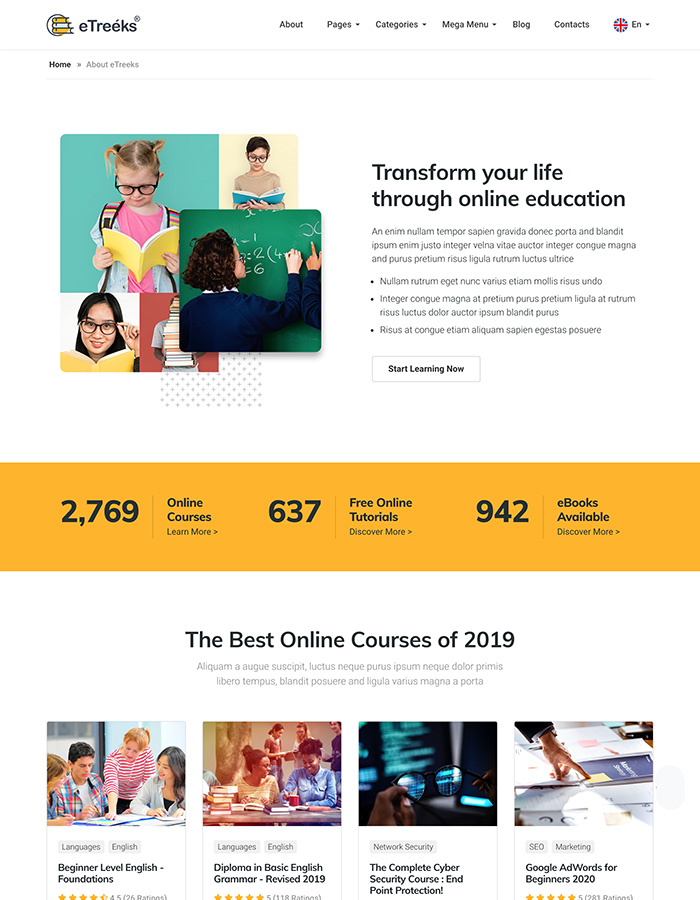 eTreéks®
About Pages Categories Mega Menu Blog Contacts En
Home » About eTreeks
Transform your life
through online education
An enim nullam tempor sapien gravida donec porta and blandit
ipsum enim justo integer velna vitae auctor integer congue magna
and purus pretium risus ligula rutrum luctus ultrice
• Nullam rutrum eget nunc varius etiam mollis risus undo
• Integer congue magna at pretium purus pretium ligula at rutrum
risus luctus dolor auctor ipsum blandit purus
• Risus at congue etiam aliquam sapien egestas posuere
Start Learning Now
2,769
Online
Courses
Learn More >
637
Free Online
Tutorials
Discover More >
942
eBooks
Available
Discover More >
The Best Online Courses of 2019
Aliquam a augue suscipit, luctus neque purus ipsum neque dolor primis
libero tempus, blandit posuere and ligula varius magna a porta
Languages English
Beginner Level English -
Foundations
4.5 (26 Ratings)
Languages English
Diploma in Basic English
Grammar - Revised 2019
5 (118 Ratings)
Network Security
The Complete Cyber
Security Course : End
Point Protection!
SEO Marketing
Google AdWords for
Beginners 2020
5 (281 Ratings)